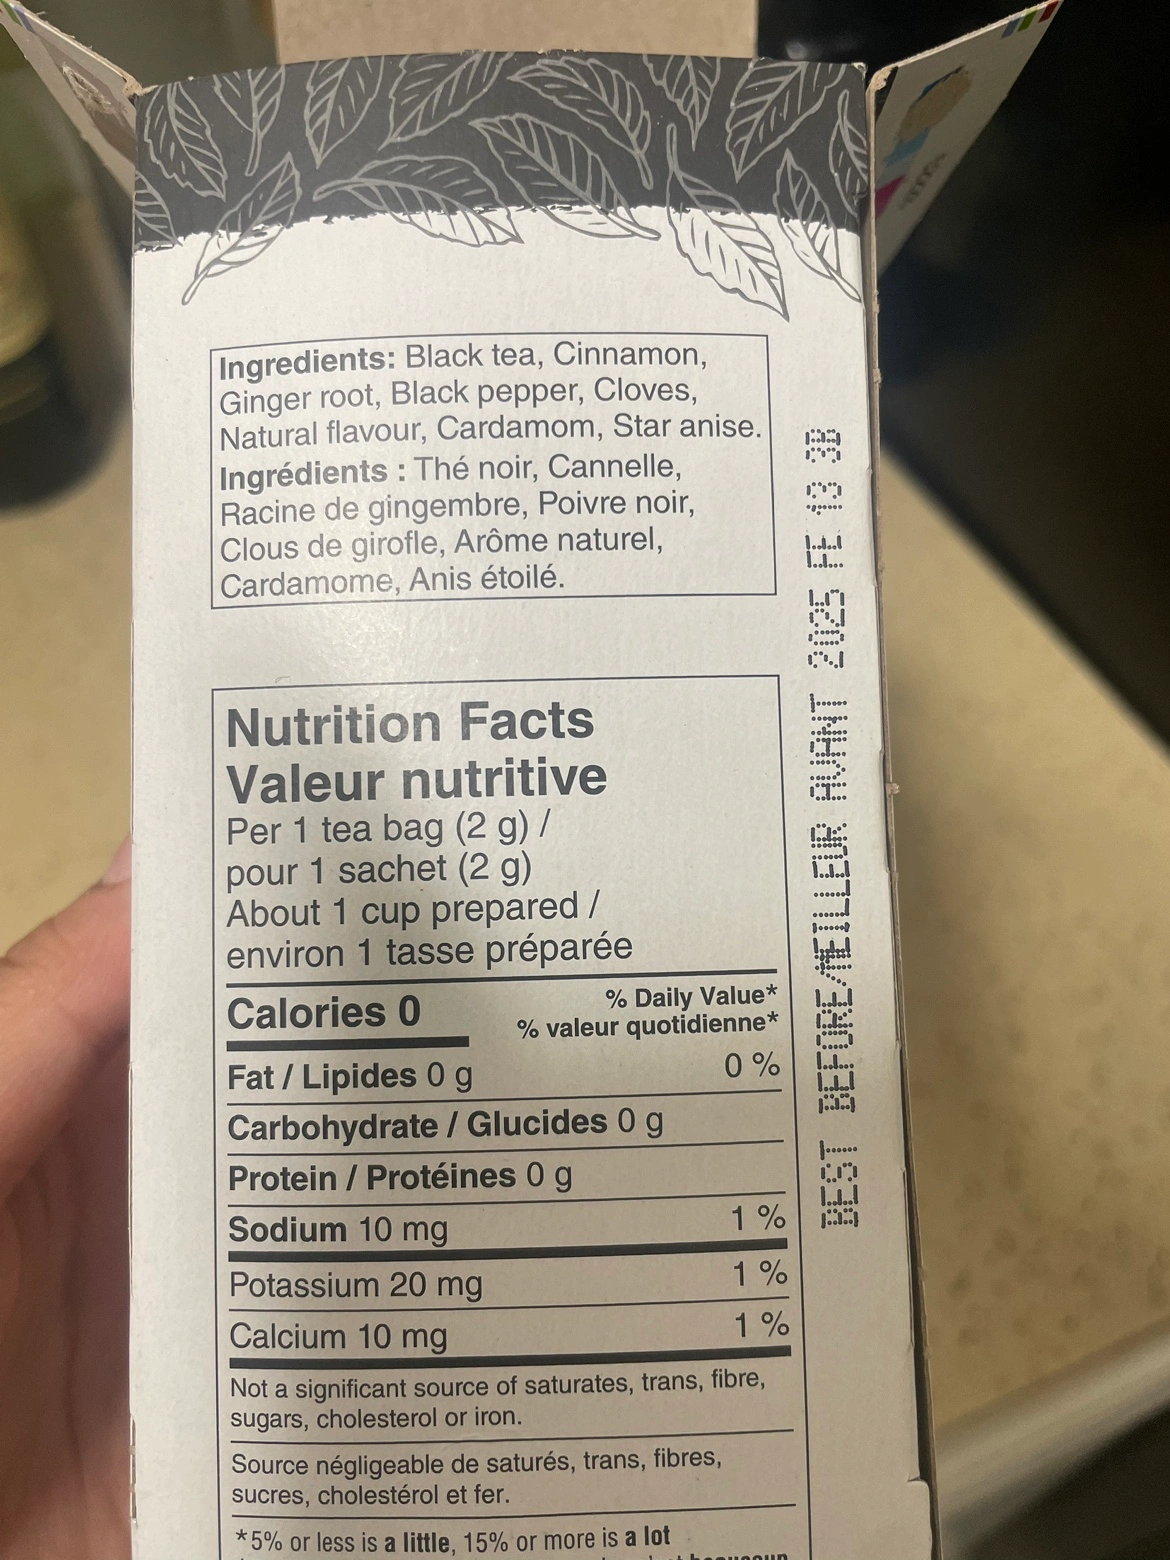 Ingredients: Black tea, Cinnamon,
Ginger root, Black pepper, Cloves,
Natural flavour, Cardamom, Star anise.
Ingrédients : Thé noir, Cannelle,
Racine de gingembre, Poivre noir,
Clous de girofle, Arôme naturel,
Cardamome, Anis étoilé.
Nutrition Facts
Valeur nutritive
Per 1 tea bag (2 g) /
pour 1 sachet (2 g)
About 1 cup prepared /
environ 1 tasse préparée
Calories 0
% Daily Value*
% valeur quotidienne*
Fat / Lipides 0 g 0 %
Carbohydrate / Glucides 0 g
Protein / Protéines 0 g
Sodium 10 mg 1 %
Potassium 20 mg 1 %
Calcium 10 mg 1 %
Not a significant source of saturates, trans, fibre,
sugars, cholesterol or iron.
Source négligeable de saturés, trans, fibres,
sucres, cholestérol et fer.
*5% or less is a little, 15% or more is a lot
BEST BEFORE/MEILLEUR AVANT 2025 FE 13 3B